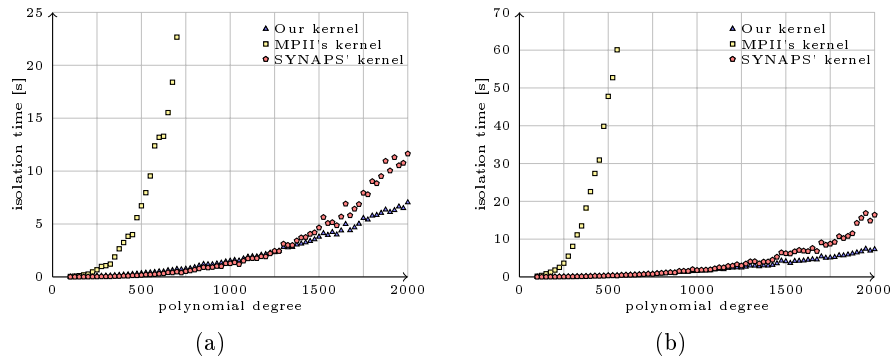 25
20
15
10
5
0
0
500
1000
1500
2000
isolation time [s]
polynomial degree
Our kernel
MPII's kernel
SYNAPS' kernel
(a)
70
60
50
40
30
20
10
0
0
500
1000
1500
2000
isolation time [s]
polynomial degree
Our kernel
MPII's kernel
SYNAPS' kernel
(b)